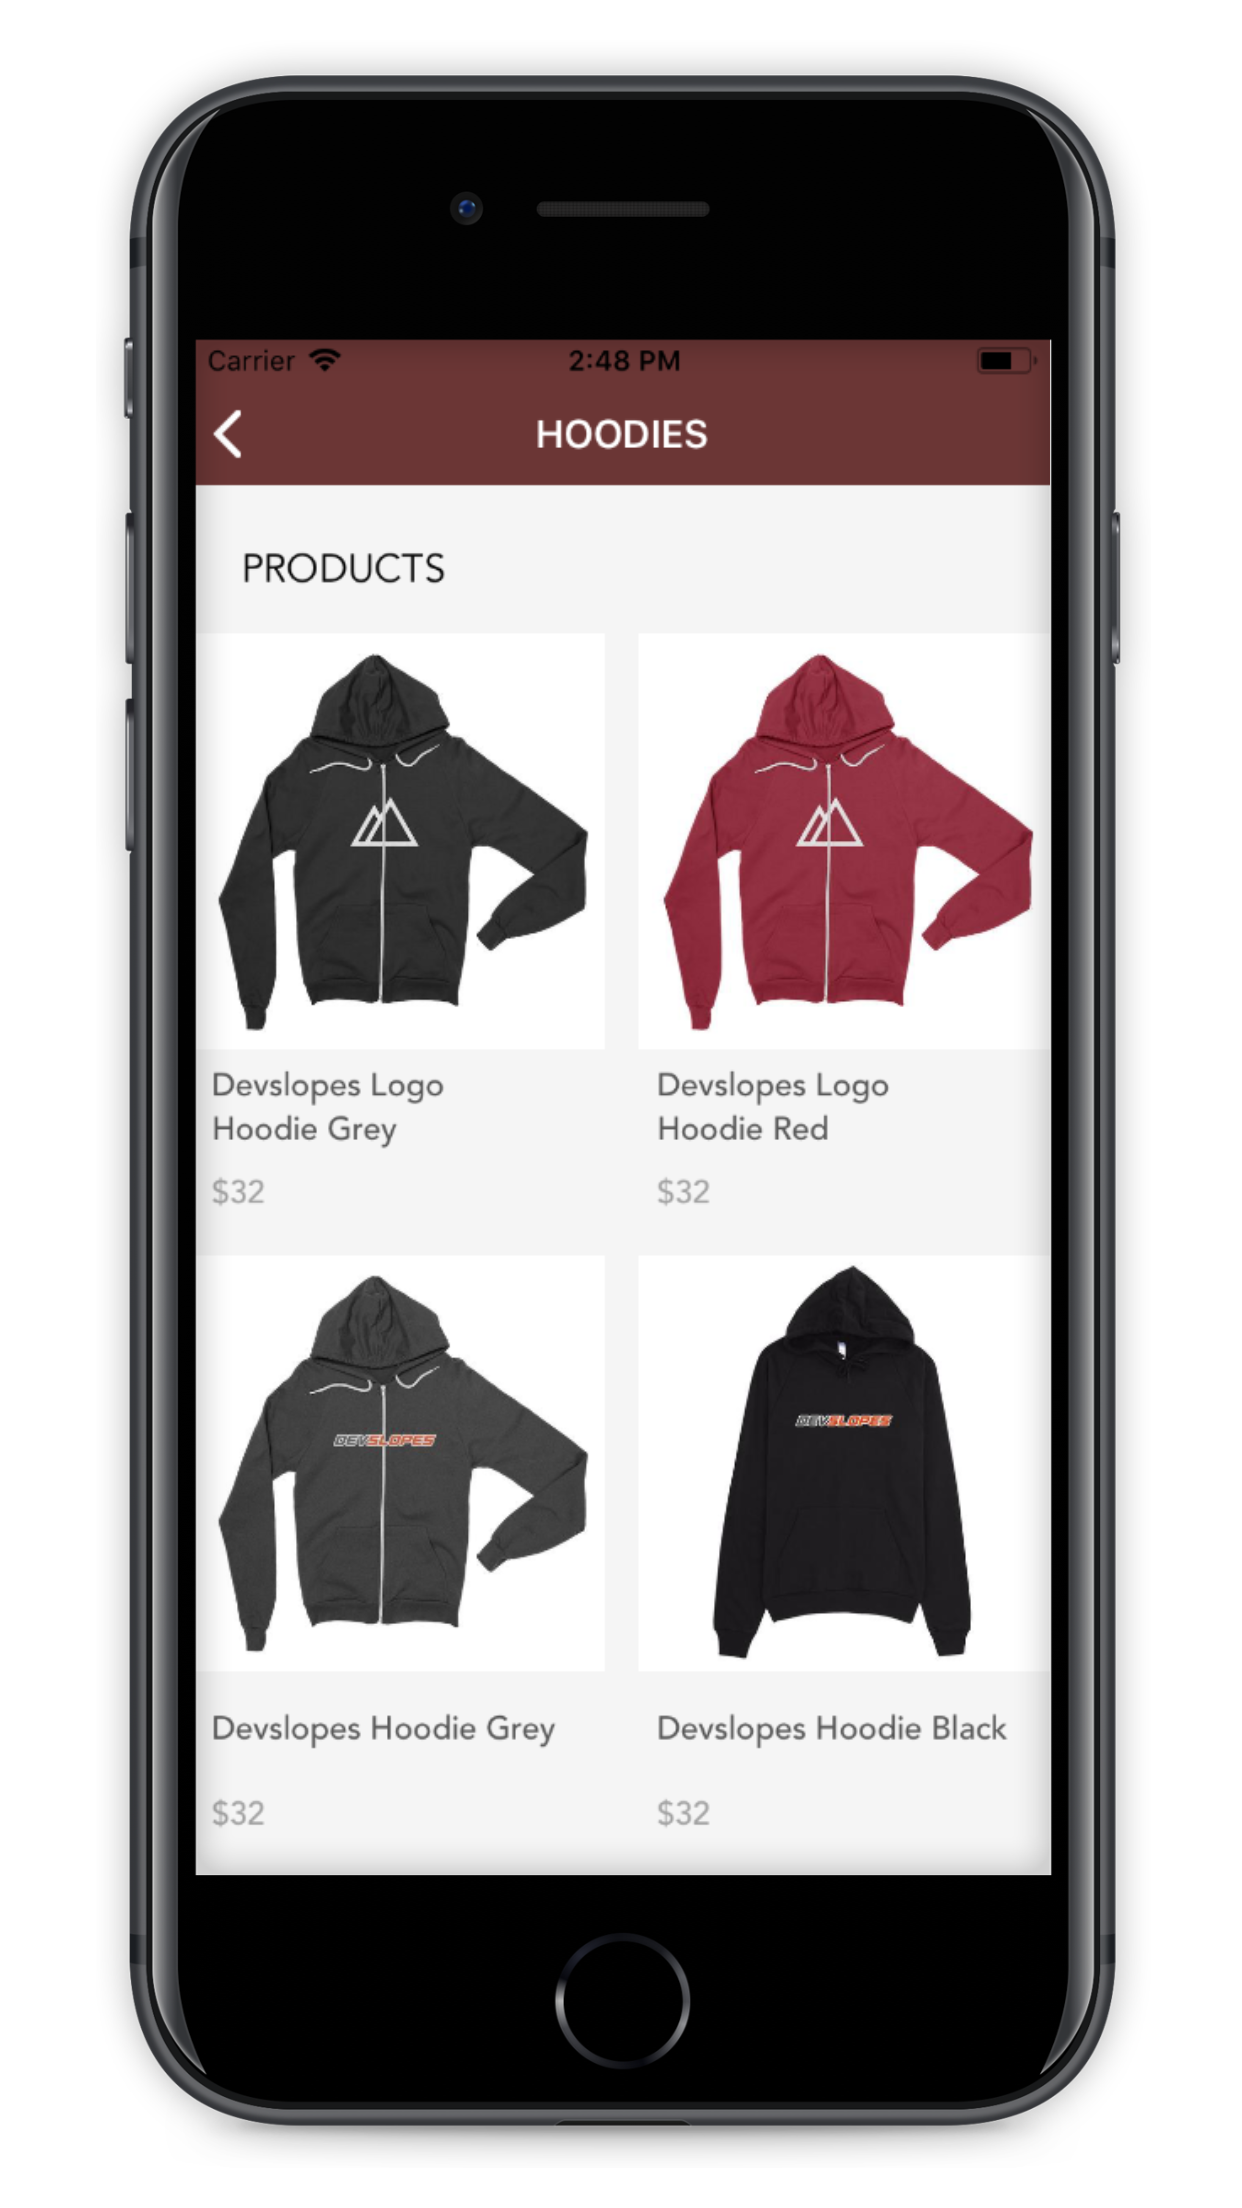 Carrier 2:48 PM
HOODIES
PRODUCTS
Devslopes Logo
Hoodie Grey
$32
Devslopes Logo
Hoodie Red
$32
DEVSLOPES
Devslopes Hoodie Grey
$32
DEVSLOPES
Devslopes Hoodie Black
$32